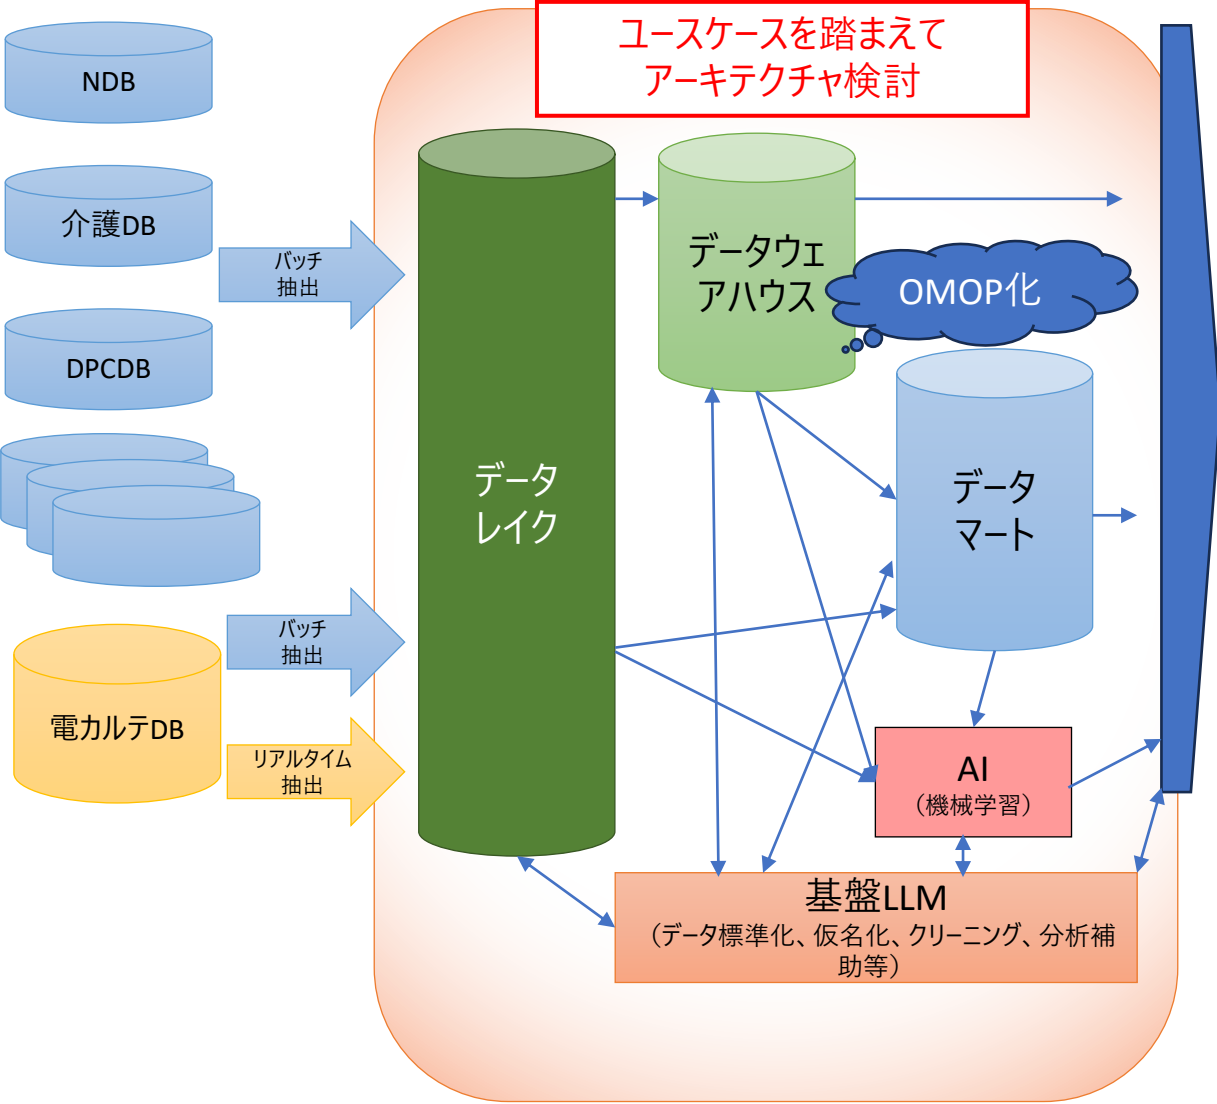 ユースケースを踏まえて
アーキテクチャ検討
NDB
介護DB
DPCDB
バッチ
抽出
バッチ
抽出
電カルテDB
リアルタイム
抽出
データ
レイク
データウェ
アハウス
OMOP化
データ
マート
AI
（機械学習）
基盤LLM
（データ標準化、仮名化、クリーニング、分析補
助等）